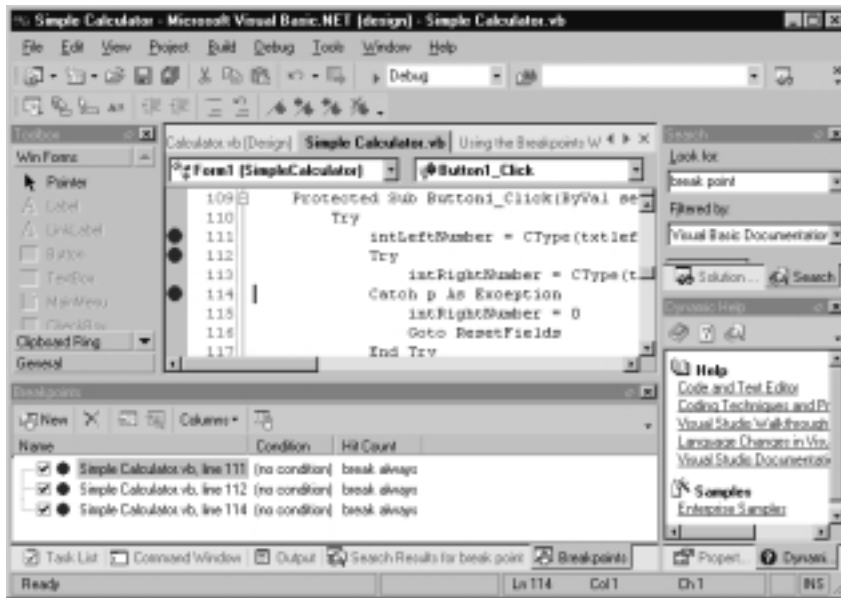 Simple Calculator - Microsoft Visual Basic.NET [design] - Simple Calculator.vb
File Edit View Project Build Debug Tools Window Help
Debug
Toolbox
Win Forms
Pointer
Label
LinkLabel
Button
TextBox
MainMenu
CheckBox
Clipboard Ring
General
Calculator.vb [Design] Simple Calculator.vb Using the Breakpoints W
Form1 (SimpleCalculator) Button1_Click
109 Protected Sub Button1_Click(ByVal se
110 Try
111 intLeftNumber = CType(txtlef
112 Try
113 intRightNumber = CType(t
114 Catch p As Exception
115 intRightNumber = 0
116 Goto ResetFields
117 End Try
Search
Look for:
break point
Filtered by:
Visual Basic Documentation
Solution ... Search
Dynamic Help
Help
Code and Text Editor
Coding Techniques and Pr
Visual Studio Walkthrough
Language Changes in Visu
Visual Studio Documentati
Samples
Enterprise Samples
Propert... Dynami...
Breakpoints
New Columns
Name Condition Hit Count
Simple Calculator.vb, line 111 (no condition) break always
Simple Calculator.vb, line 112 (no condition) break always
Simple Calculator.vb, line 114 (no condition) break always
Task List Command Window Output Search Results for break point Breakpoints
Ready Ln 114 Col 1 Ch 1 INS